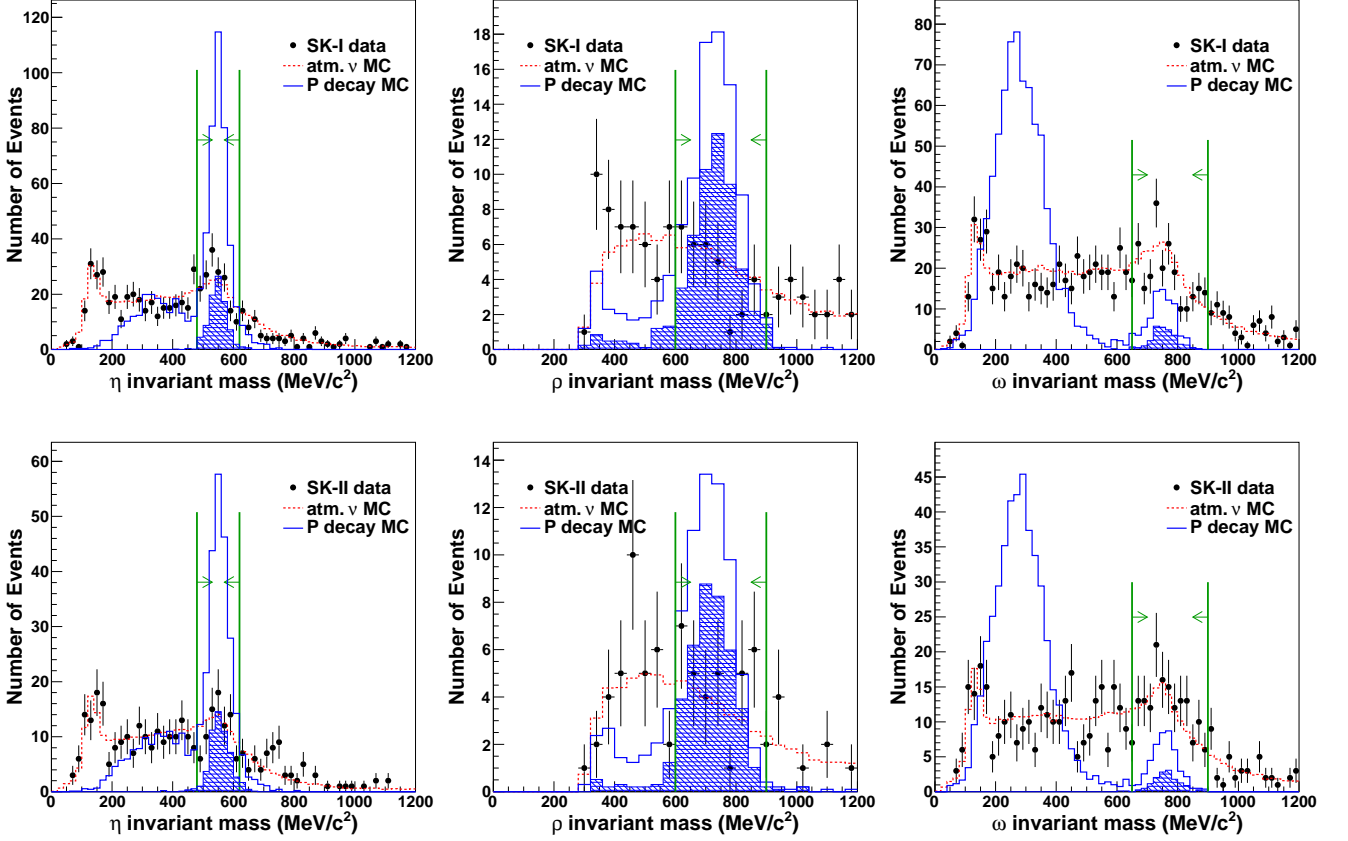 Number of Events
120
100
80
60
40
20
0
SK-I data
atm. ν MC
P decay MC
0 200 400 600 800 1000 1200
η invariant mass (MeV/c²)
Number of Events
18
16
14
12
10
8
6
4
2
0
SK-I data
atm. ν MC
P decay MC
0 200 400 600 800 1000 1200
ρ invariant mass (MeV/c²)
Number of Events
80
70
60
50
40
30
20
10
0
SK-I data
atm. ν MC
P decay MC
0 200 400 600 800 1000 1200
ω invariant mass (MeV/c²)
Number of Events
60
50
40
30
20
10
0
SK-II data
atm. ν MC
P decay MC
0 200 400 600 800 1000 1200
η invariant mass (MeV/c²)
Number of Events
14
12
10
8
6
4
2
0
SK-II data
atm. ν MC
P decay MC
0 200 400 600 800 1000 1200
ρ invariant mass (MeV/c²)
Number of Events
45
40
35
30
25
20
15
10
5
0
SK-II data
atm. ν MC
P decay MC
0 200 400 600 800 1000 1200
ω invariant mass (MeV/c²)